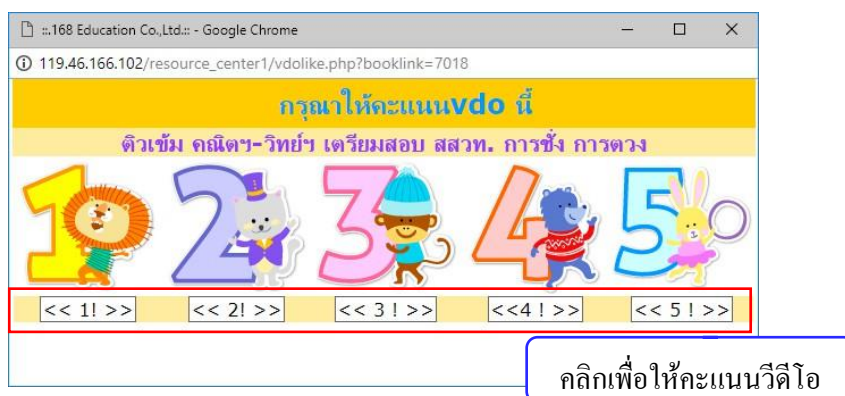 ::.168 Education Co.,Ltd.:: - Google Chrome
119.46.166.102/resource_center1/vdolike.php?booklink=7018
กรุณาให้คะแนนvdo นี้
ติวเข้ม คณิตฯ-วิทย์ฯ เตรียมสอบ สสวท. การชั่ง การตวง
1 2 3 4 5
<< 1! >> << 2! >> << 3 ! >> <<4 ! >> << 5 ! >>
คลิกเพื่อให้คะแนนวีดีโอ